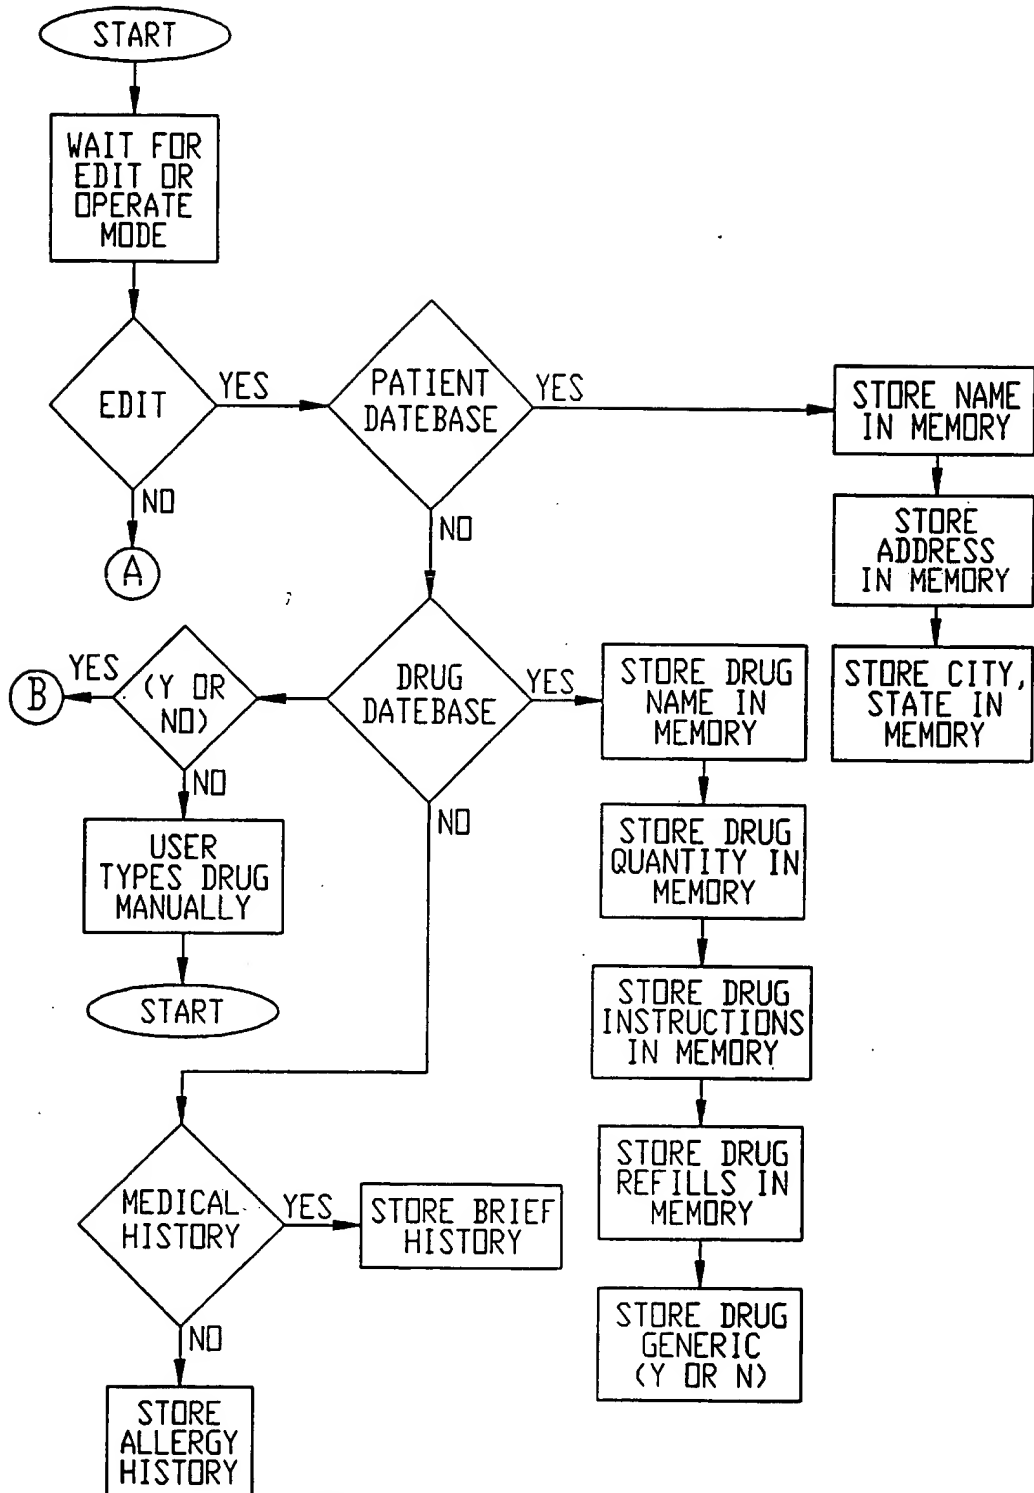 START
WAIT FOR
EDIT OR
OPERATE
MODE
EDIT
YES
NO
A
PATIENT
DATEBASE
YES
NO
STORE NAME
IN MEMORY
STORE
ADDRESS
IN MEMORY
STORE CITY,
STATE IN
MEMORY
DRUG
DATEBASE
YES
NO
(Y OR
NO)
YES
B
NO
USER
TYPES DRUG
MANUALLY
START
STORE DRUG
NAME IN
MEMORY
STORE DRUG
QUANTITY IN
MEMORY
STORE DRUG
INSTRUCTIONS
IN MEMORY
STORE DRUG
REFILLS IN
MEMORY
STORE DRUG
GENERIC
(Y OR N)
MEDICAL
HISTORY
YES
STORE BRIEF
HISTORY
NO
STORE
ALLERGY
HISTORY